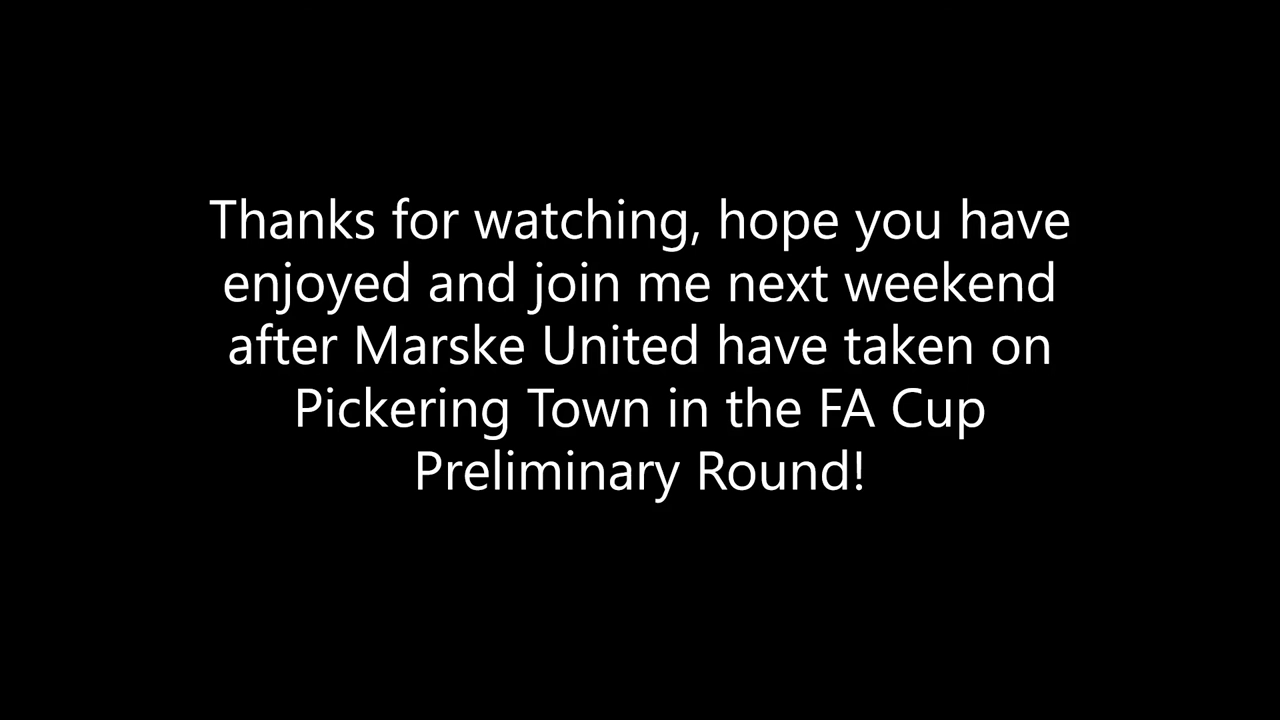 Thanks for watching, hope you have
enjoyed and join me next weekend
after Marske United have taken on
Pickering Town in the FA Cup
Preliminary Round!